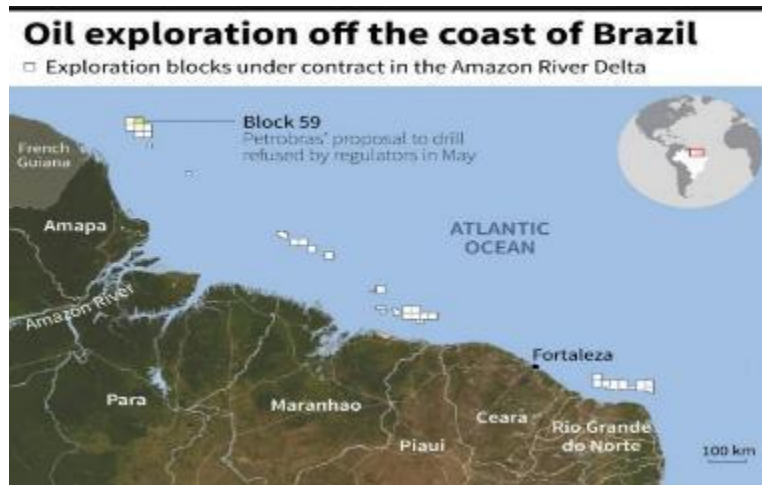 Oil exploration off the coast of Brazil
Exploration blocks under contract in the Amazon River Delta
Block 59
Petrobras' proposal to drill
refused by regulators in May
French
Guiana
Amapa
ATLANTIC
OCEAN
Amazon River
Fortaleza
Para
Maranhao
Ceara
Rio Grande
do Norte
Piaui
100 km